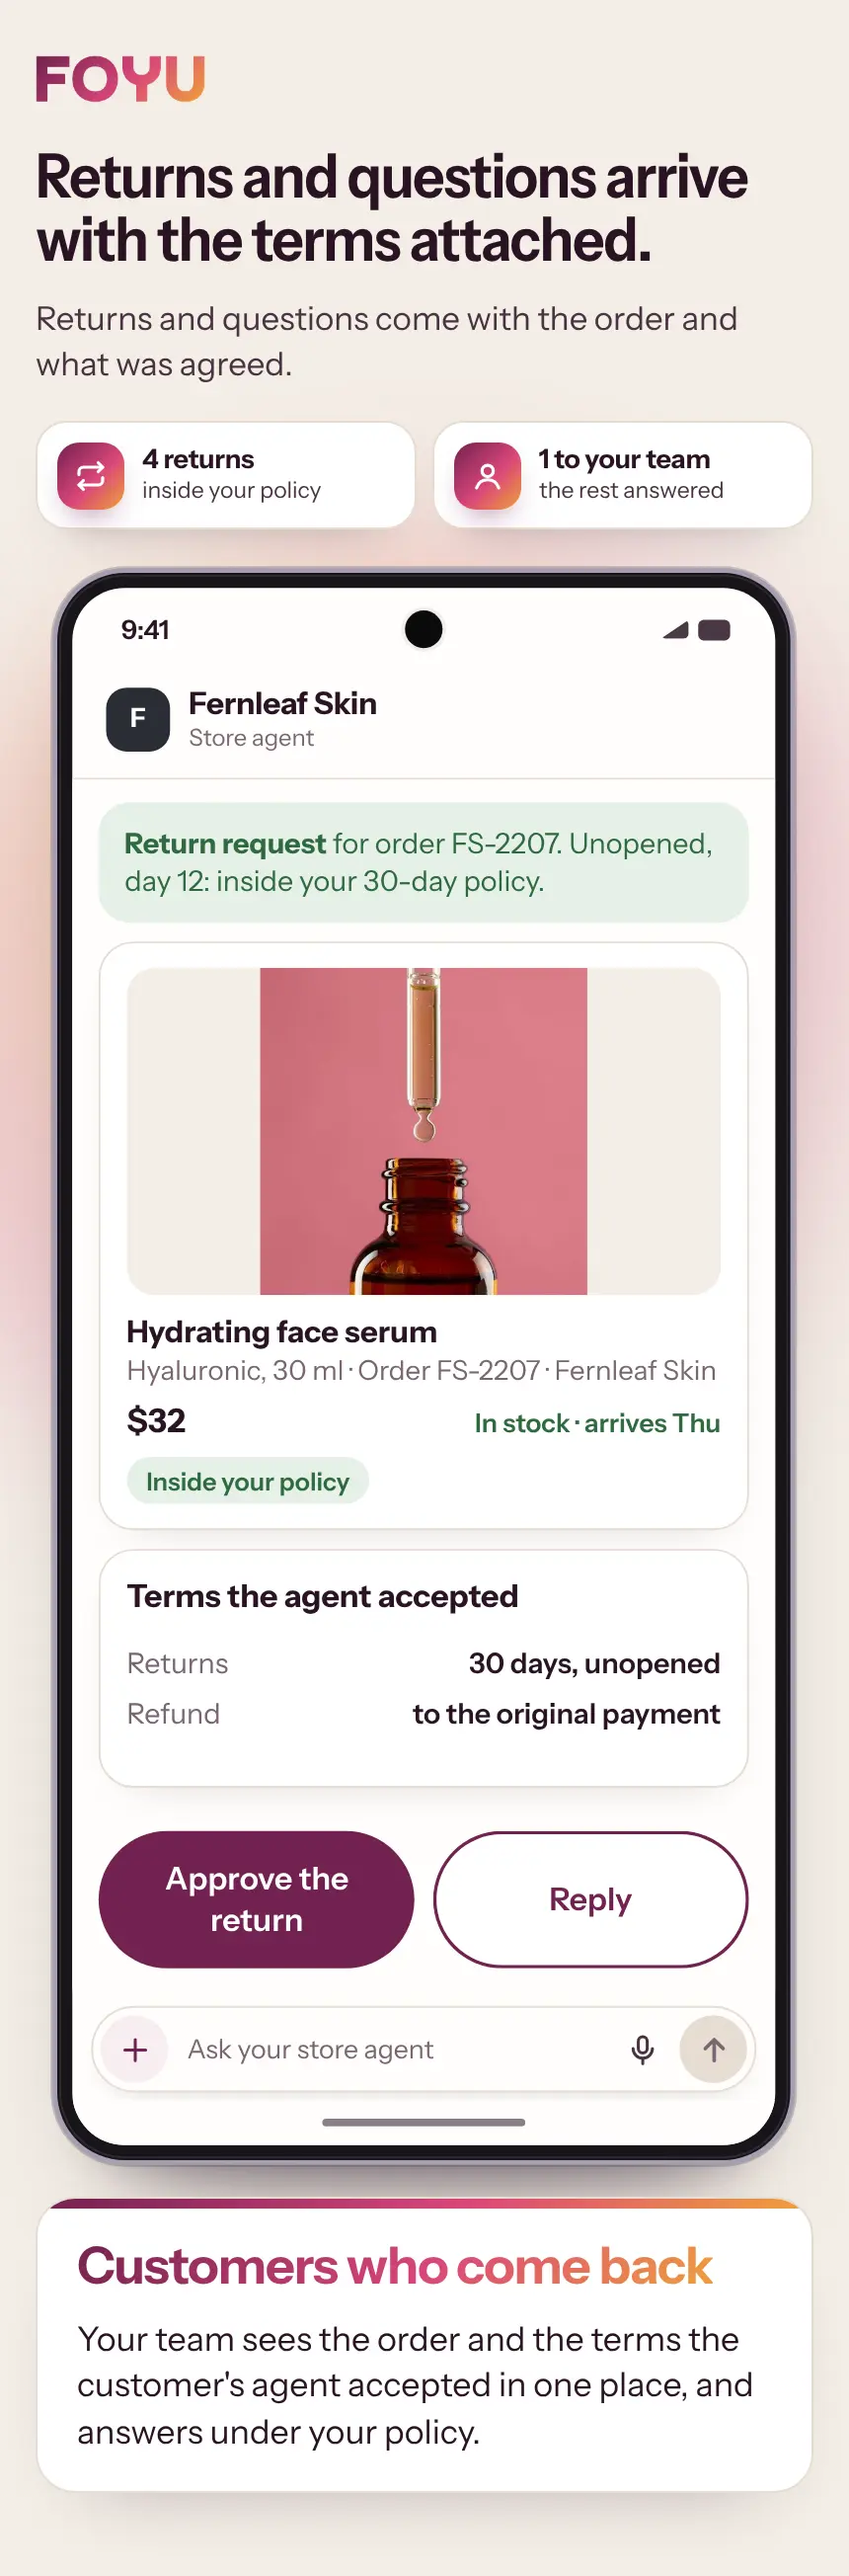 FOYU
Returns and questions arrive
with the terms attached.
Returns and questions come with the order and
what was agreed.
4 returns
inside your policy
1 to your team
the rest answered
9:41
F
Fernleaf Skin
Store agent
Return request for order FS-2207. Unopened,
day 12: inside your 30-day policy.
Hydrating face serum
Hyaluronic, 30 ml · Order FS-2207 · Fernleaf Skin
$32
In stock · arrives Thu
Inside your policy
Terms the agent accepted
Returns
30 days, unopened
Refund
to the original payment
Approve the
return
Reply
Ask your store agent
Customers who come back
Your team sees the order and the terms the
customer's agent accepted in one place, and
answers under your policy.